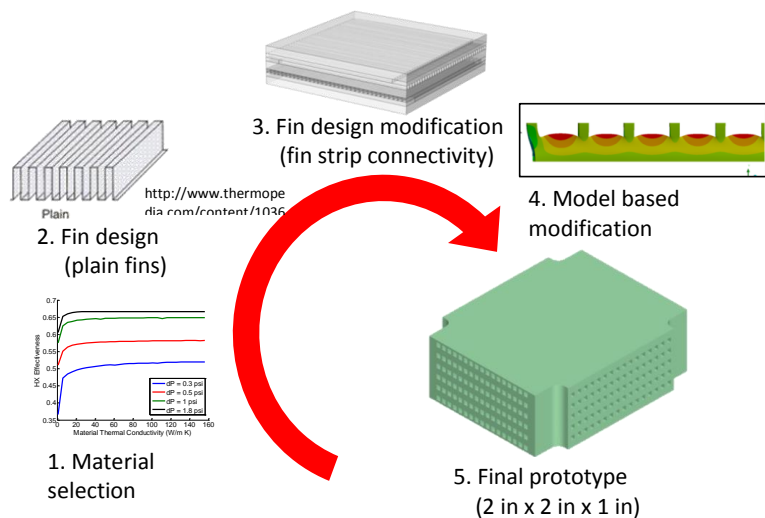 3. Fin design modification
(fin strip connectivity)
4. Model based
modification
Plain
http://www.thermope
dia.com/content/1036
2. Fin design
(plain fins)
0.7
0.65
0.6
0.55
0.5
0.45
0.4
0.35
HX Effectiveness
0 20 40 60 80 100 120 140 160
Material Thermal Conductivity (W/m K)
dP = 0.3 psi
dP = 0.5 psi
dP = 1 psi
dP = 1.8 psi
1. Material
selection
5. Final prototype
(2 in x 2 in x 1 in)